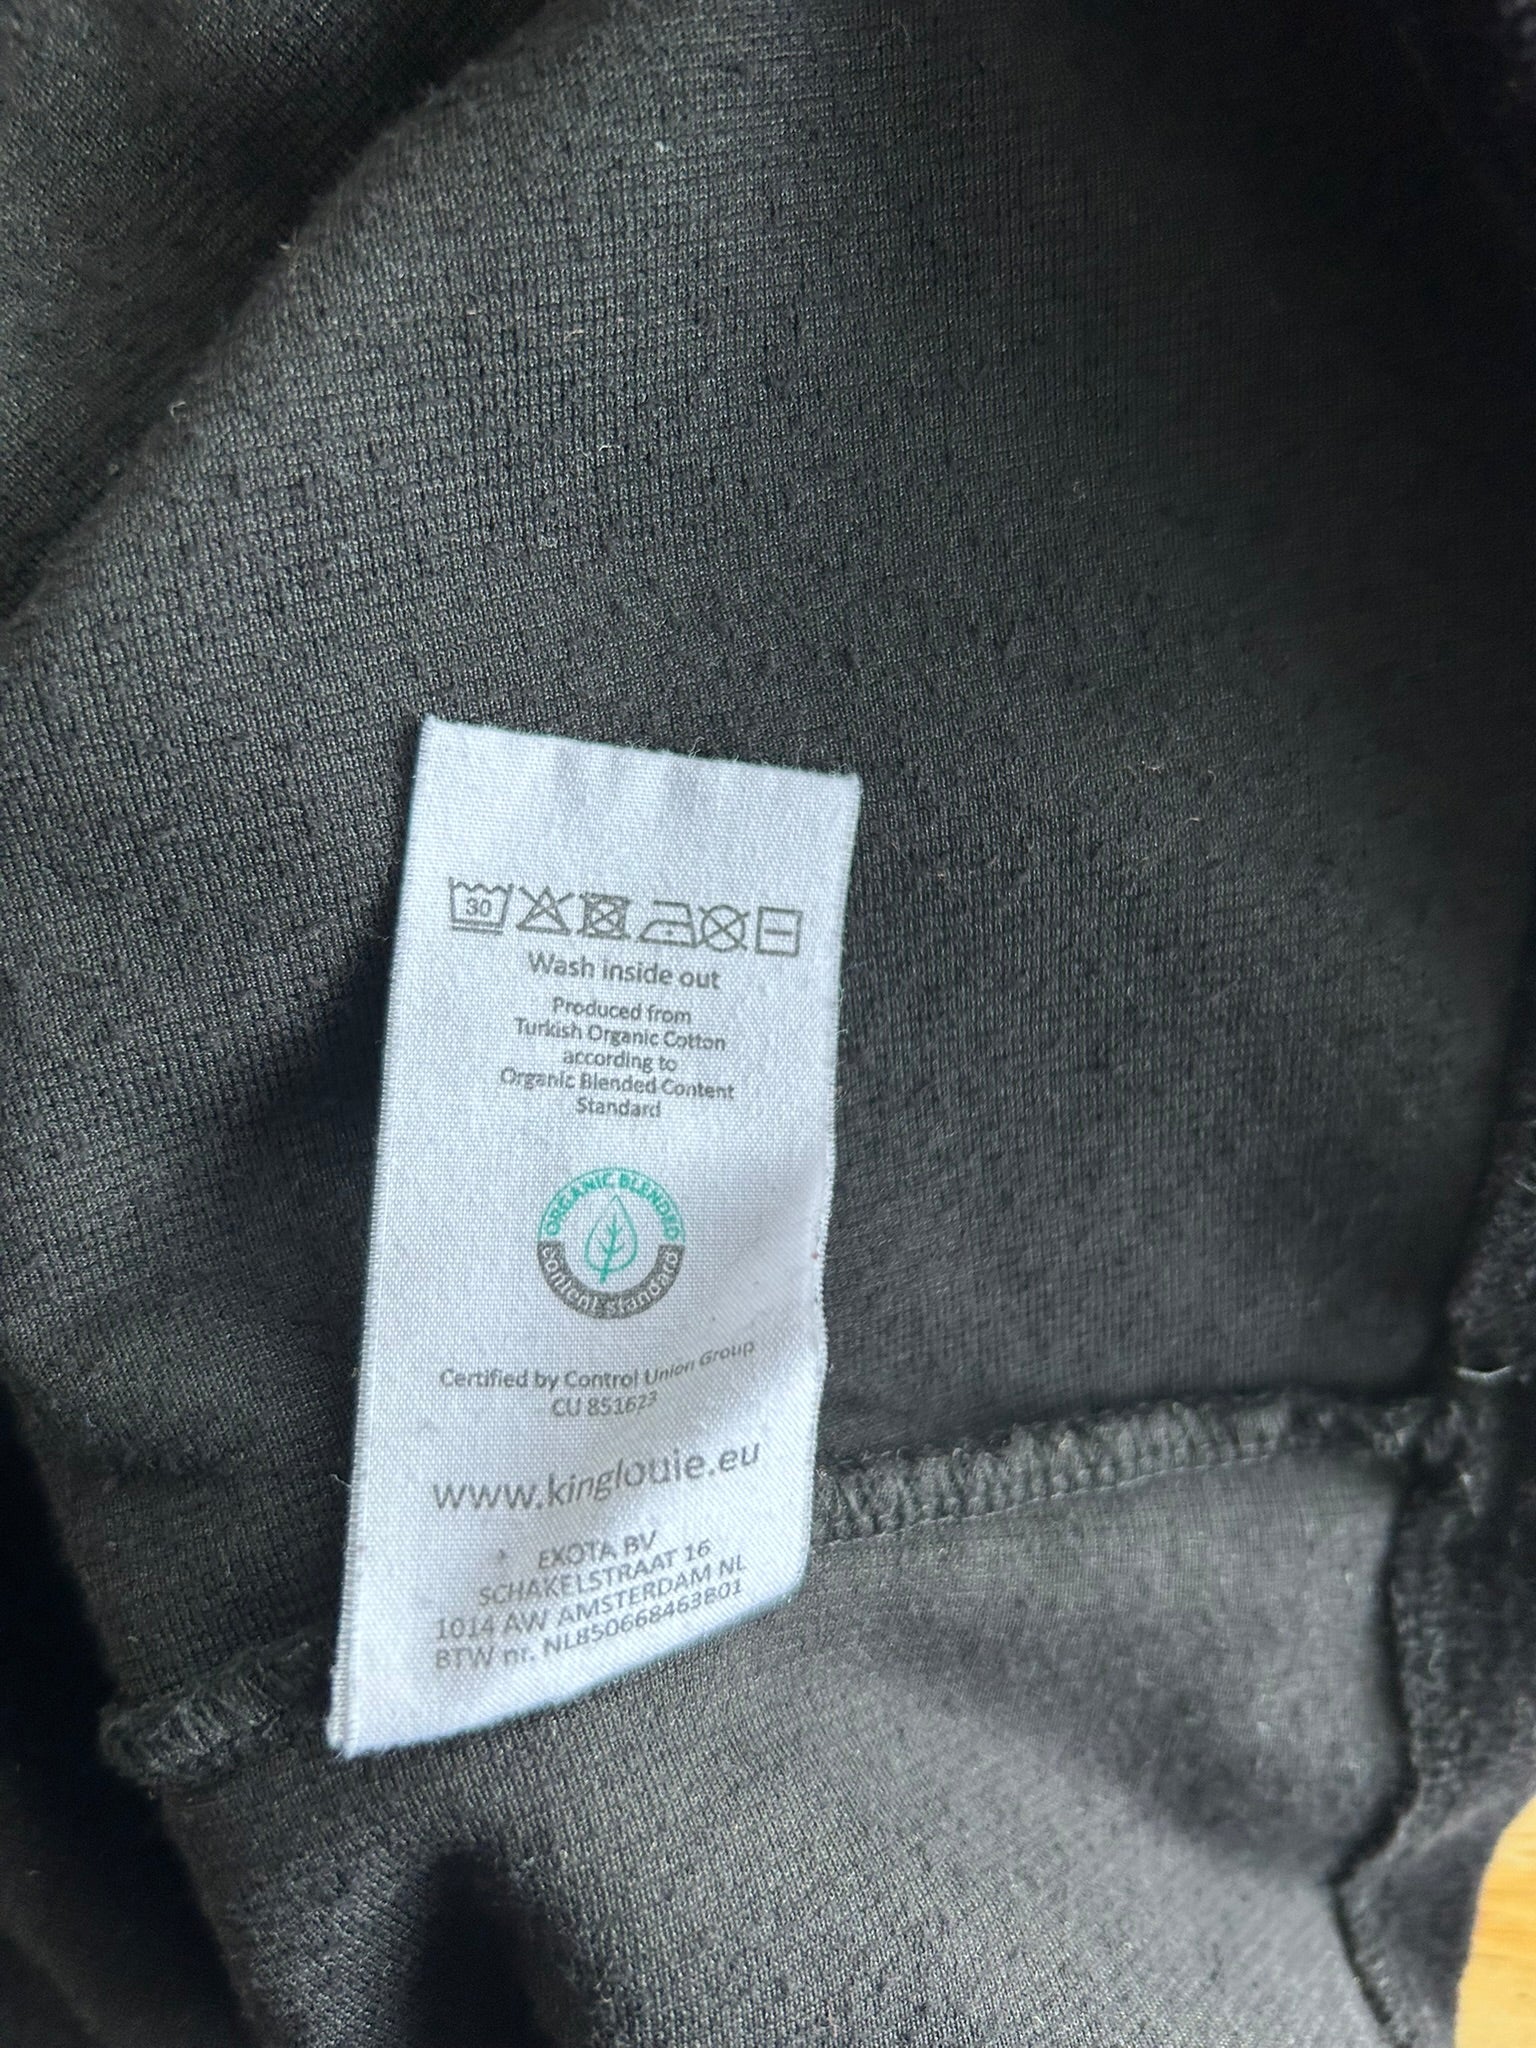 30
Wash inside out
Produced from
Turkish Organic Cotton
according to
Organic Blended Content
Standard
ORGANIC BLENDED
content standard
Certified by Control Union Group
CU 851623
www.kinglouie.eu
EXOTA BV
SCHAKELSTRAAT 16
1014 AW AMSTERDAM NL
BTW nr. NL850668463B01